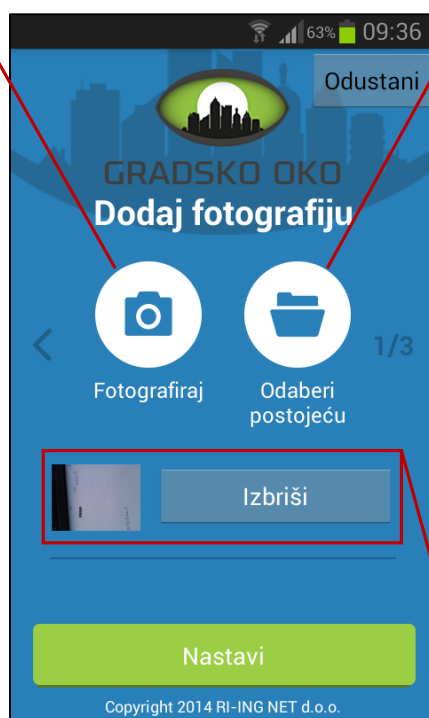 63% 09:36
Odustani
GRADSKO OKO
Dodaj fotografiju
1/3
Fotografiraj
Odaberi
postojeću
Izbriši
Nastavi
Copyright 2014 RI-ING NET d.o.o.